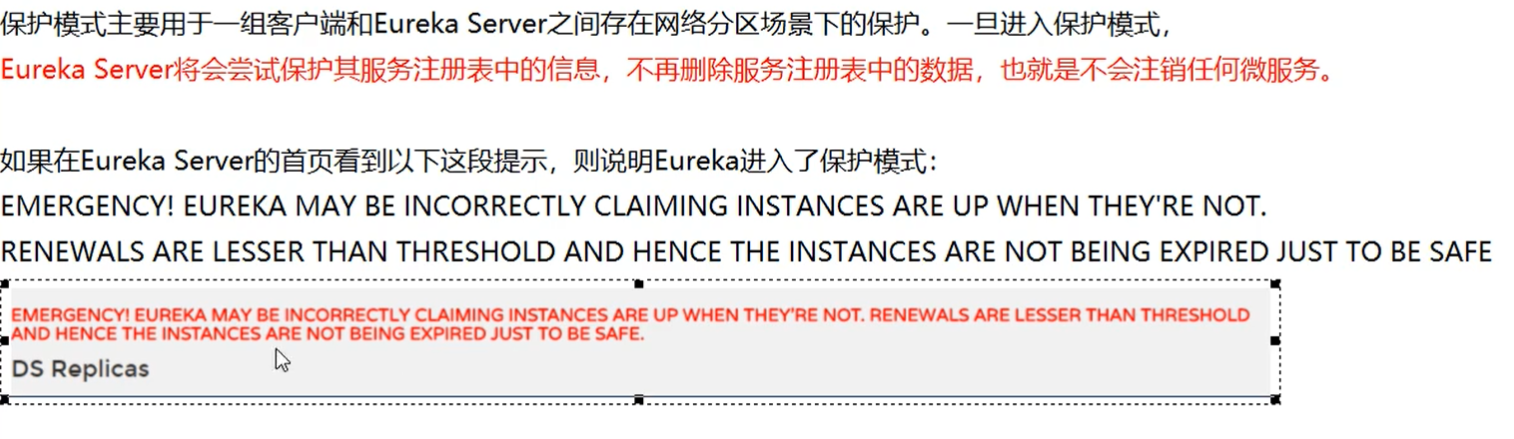 保护模式主要用于一组客户端和Eureka Server之间存在网络分区场景下的保护。一旦进入保护模式，
Eureka Server将会尝试保护其服务注册表中的信息，不再删除服务注册表中的数据，也就是不会注销任何微服务。
如果在Eureka Server的首页看到以下这段提示，则说明Eureka进入了保护模式：
EMERGENCY! EUREKA MAY BE INCORRECTLY CLAIMING INSTANCES ARE UP WHEN THEY'RE NOT.
RENEWALS ARE LESSER THAN THRESHOLD AND HENCE THE INSTANCES ARE NOT BEING EXPIRED JUST TO BE SAFE
EMERGENCY! EUREKA MAY BE INCORRECTLY CLAIMING INSTANCES ARE UP WHEN THEY'RE NOT. RENEWALS ARE LESSER THAN THRESHOLD
AND HENCE THE INSTANCES ARE NOT BEING EXPIRED JUST TO BE SAFE.
DS Replicas